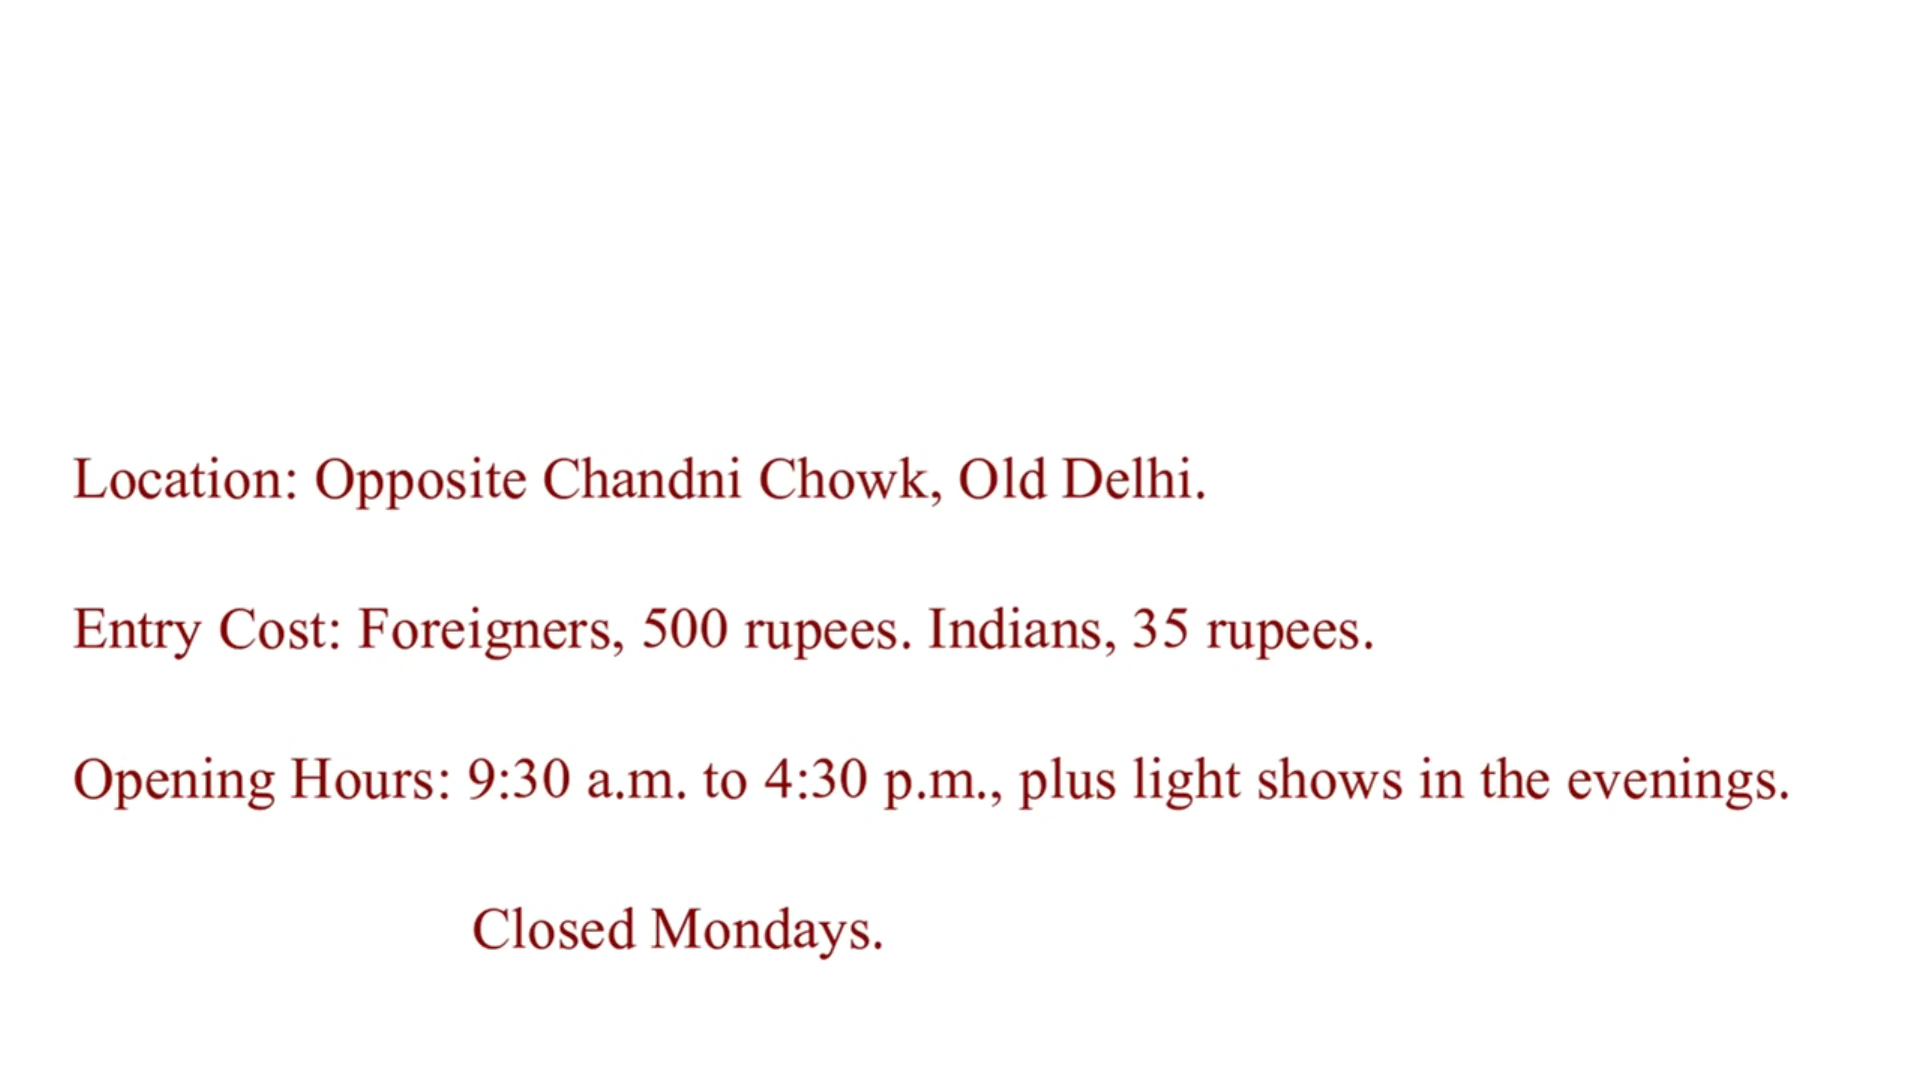 Location: Opposite Chandni Chowk, Old Delhi.
Entry Cost: Foreigners, 500 rupees. Indians, 35 rupees.
Opening Hours: 9:30 a.m. to 4:30 p.m., plus light shows in the evenings.
Closed Mondays.